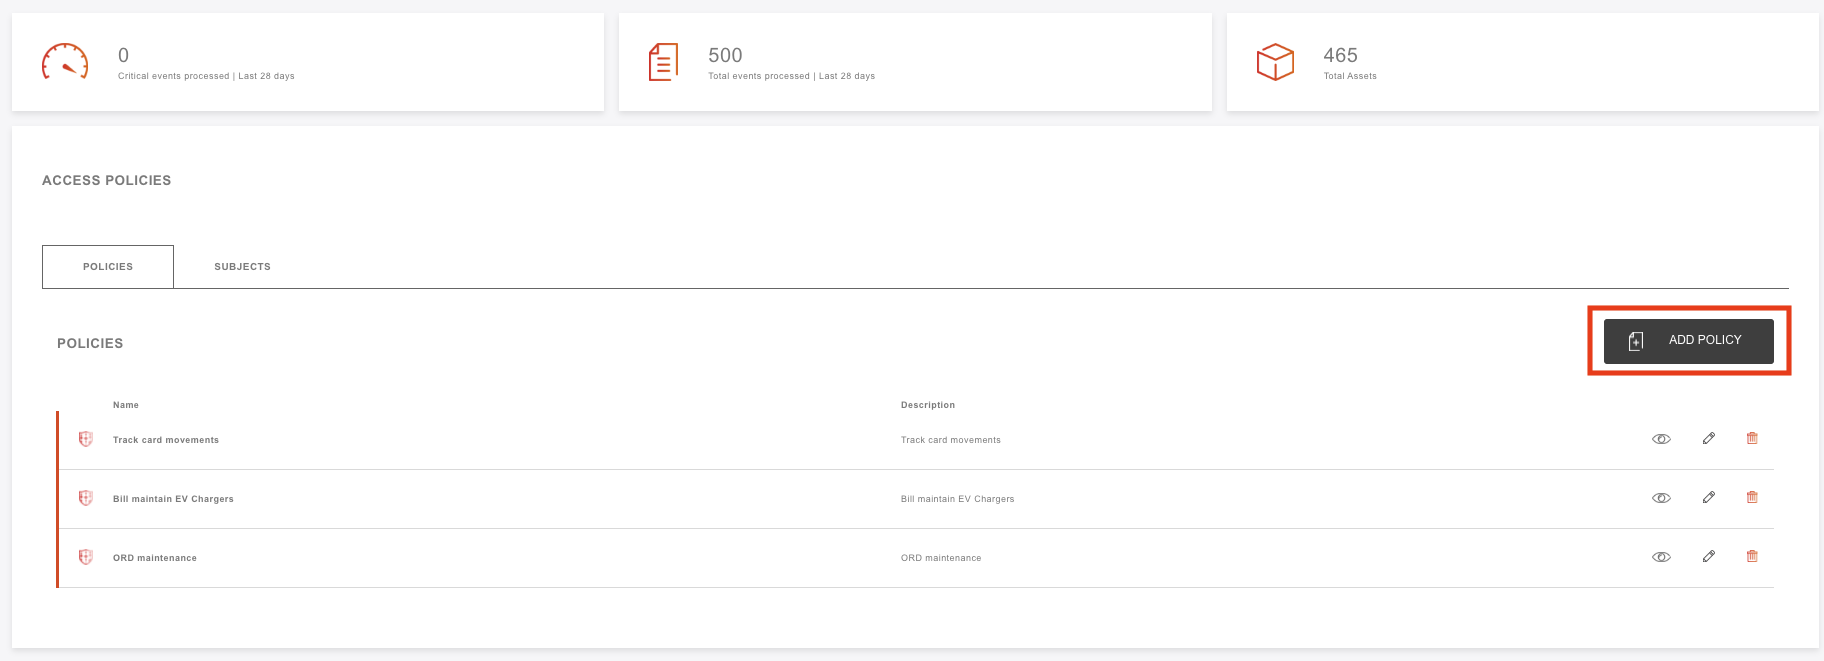 0
Critical events processed | Last 28 days
500
Total events processed | Last 28 days
465
Total Assets
ACCESS POLICIES
POLICIES
SUBJECTS
POLICIES
ADD POLICY
Name
Description
Track card movements
Track card movements
Bill maintain EV Chargers
Bill maintain EV Chargers
ORD maintenance
ORD maintenance